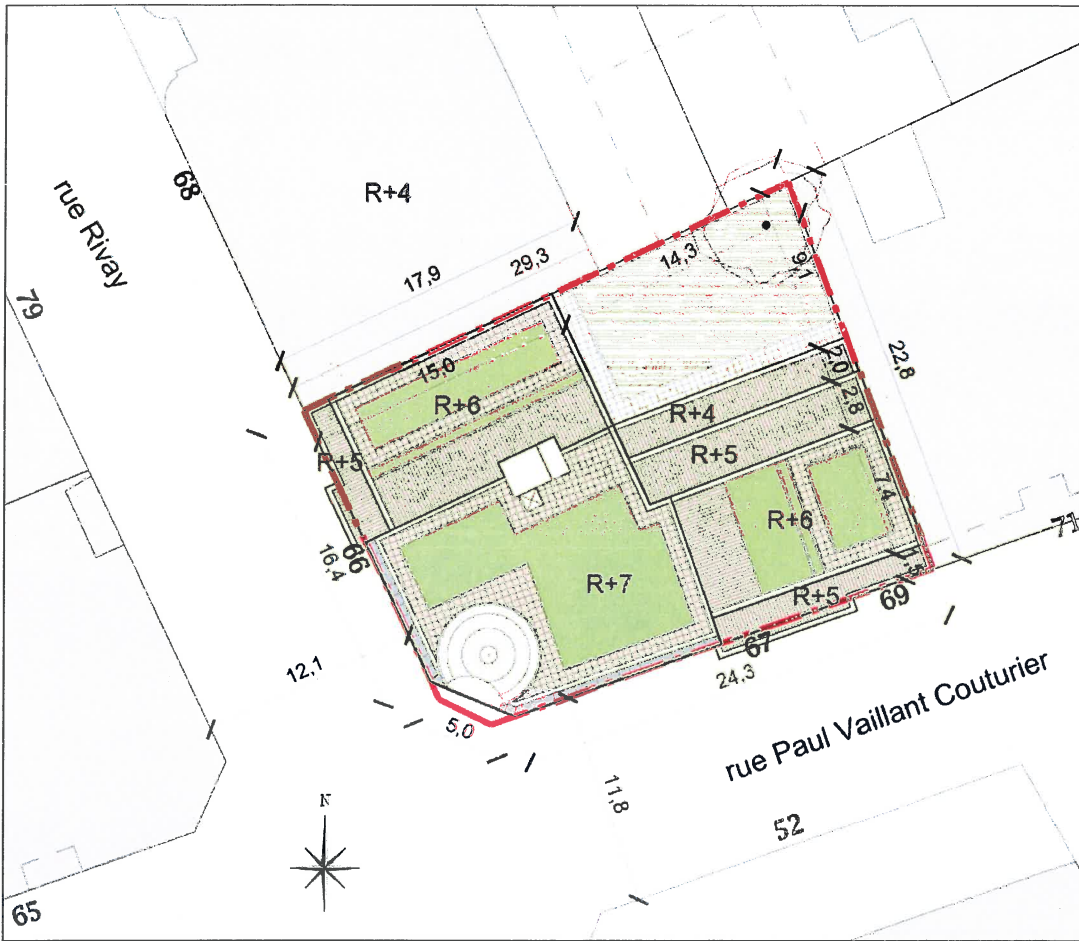 68
R+4
rue Rivay
79
17,9
29,3
14,3
9,1
22,8
15,0
R+6
R+5
2,0
2,8
R+4
R+5
7,4
R+6
R+7
1,5
R+5
71
16,4
66
69
67
24,3
12,1
5,0
rue Paul Vaillant Couturier
11,8
N
52
65